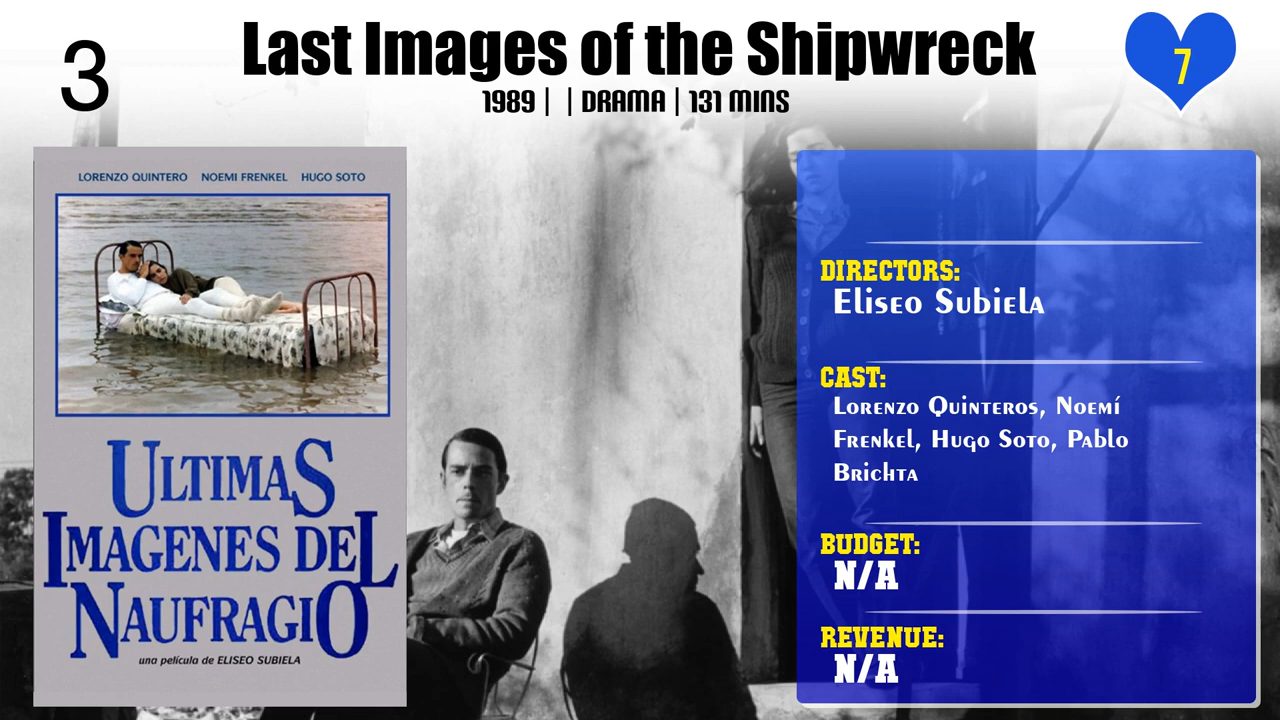 3
Last Images of the Shipwreck
7
1989 | | DRAMA | 131 MINS
LORENZO QUINTERO NOEMI FRENKEL HUGO SOTO
ULTIMAS
IMAGENES DEL
NAUFRAGIO
una película de ELISEO SUBIELA
DIRECTORS:
Eliseo Subiela
CAST:
Lorenzo Quinteros, Noemí
Frenkel, Hugo Soto, Pablo
Brichta
BUDGET:
N/A
REVENUE:
N/A